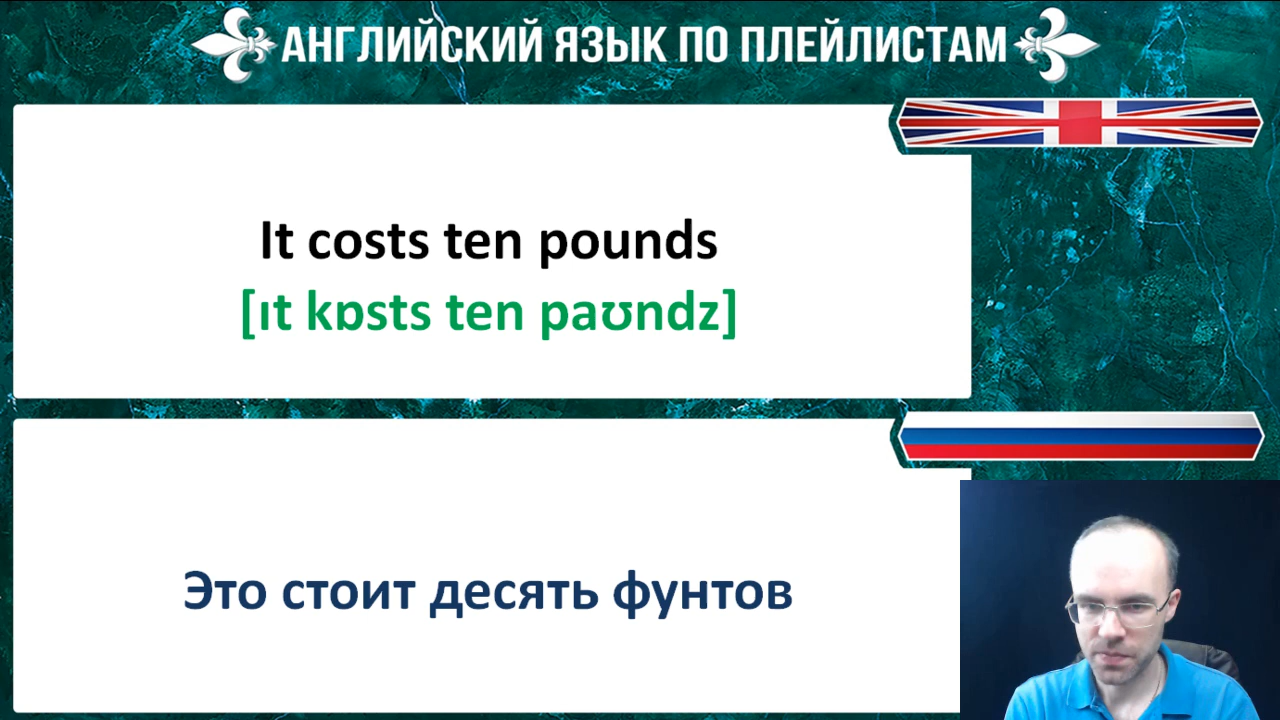 АНГЛИЙСКИЙ ЯЗЫК ПО ПЛЕЙЛИСТАМ
It costs ten pounds
[ɪt kɒsts ten paʊndz]
Это стоит десять фунтов